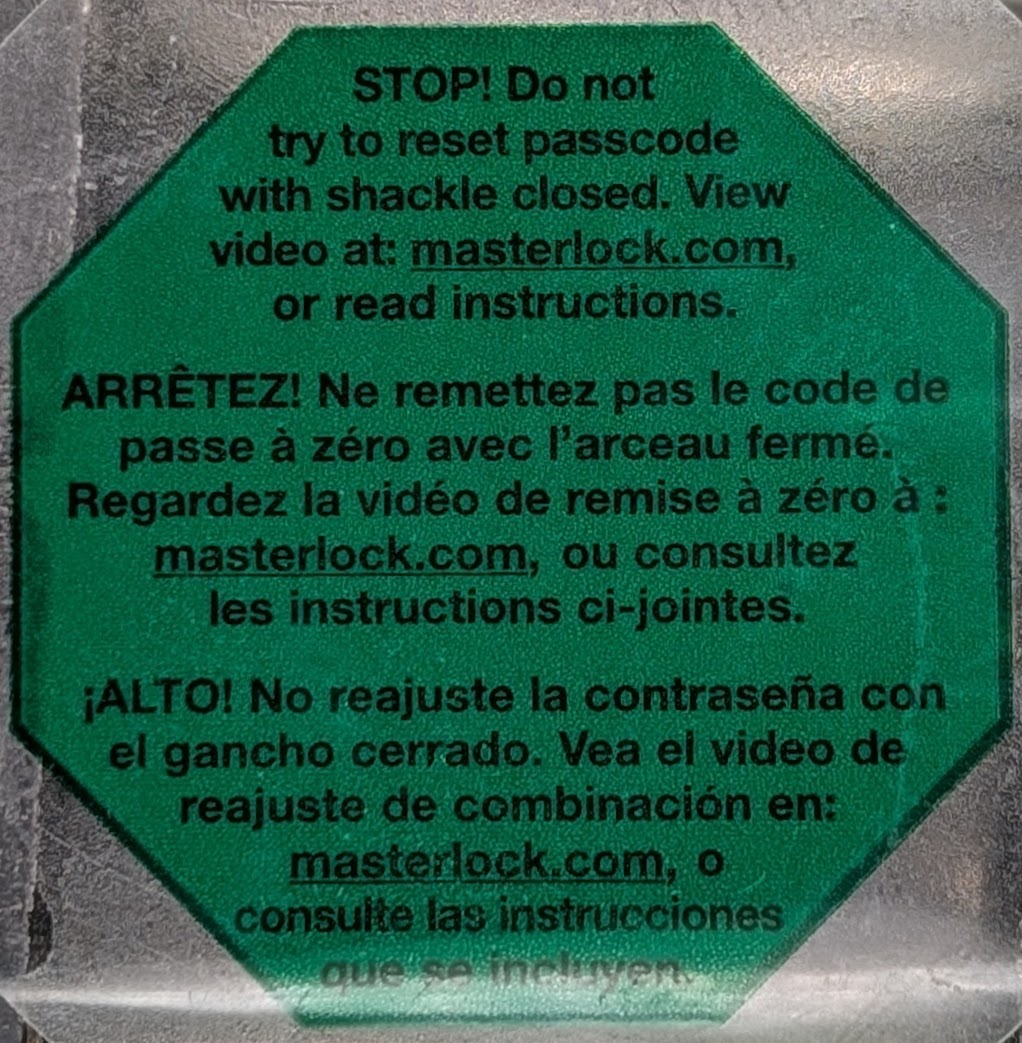 STOP! Do not
try to reset passcode
with shackle closed. View
video at: masterlock.com,
or read instructions.
ARRÊTEZ! Ne remettez pas le code de
passe à zéro avec l'arceau fermé.
Regardez la vidéo de remise à zéro à :
masterlock.com, ou consultez
les instructions ci-jointes.
¡ALTO! No reajuste la contraseña con
el gancho cerrado. Vea el video de
reajuste de combinación en:
masterlock.com, o
consulte las instrucciones
que se incluyen.